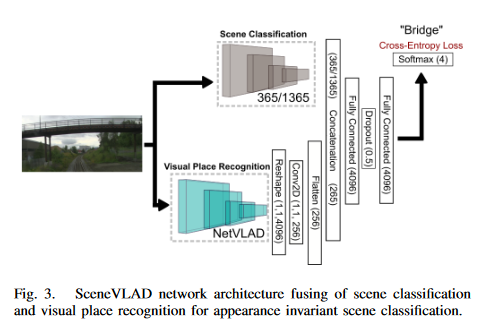 Scene Classification
365/1365
Visual Place Recognition
NetVLAD
Reshape (1,1,4096)
Conv2D (1,1, 256)
Flatten (256)
(365/1365) Concatenation (265)
Fully Connected (4096)
Dropout (0.5)
Fully Connected (4096)
"Bridge"
Cross-Entropy Loss
Softmax (4)
Fig. 3. SceneVLAD network architecture fusing of scene classification
and visual place recognition for appearance invariant scene classification.